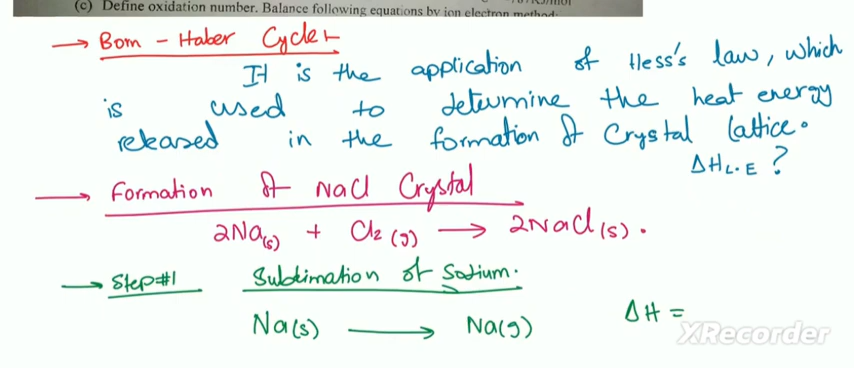 (c) Define oxidation number. Balance following equations by ion electron method.
→ Born - Haber Cycle:-
It is the application of Hess's law, which
is used to determine the heat energy
released in the formation of Crystal lattice.
ΔHL.E ?
→ Formation of NaCl Crystal
2Na(s) + Cl2(g) → 2NaCl(s).
→ Step#1 Sublimation of Sodium.
Na(s) → Na(g) ΔH =
XRecorder